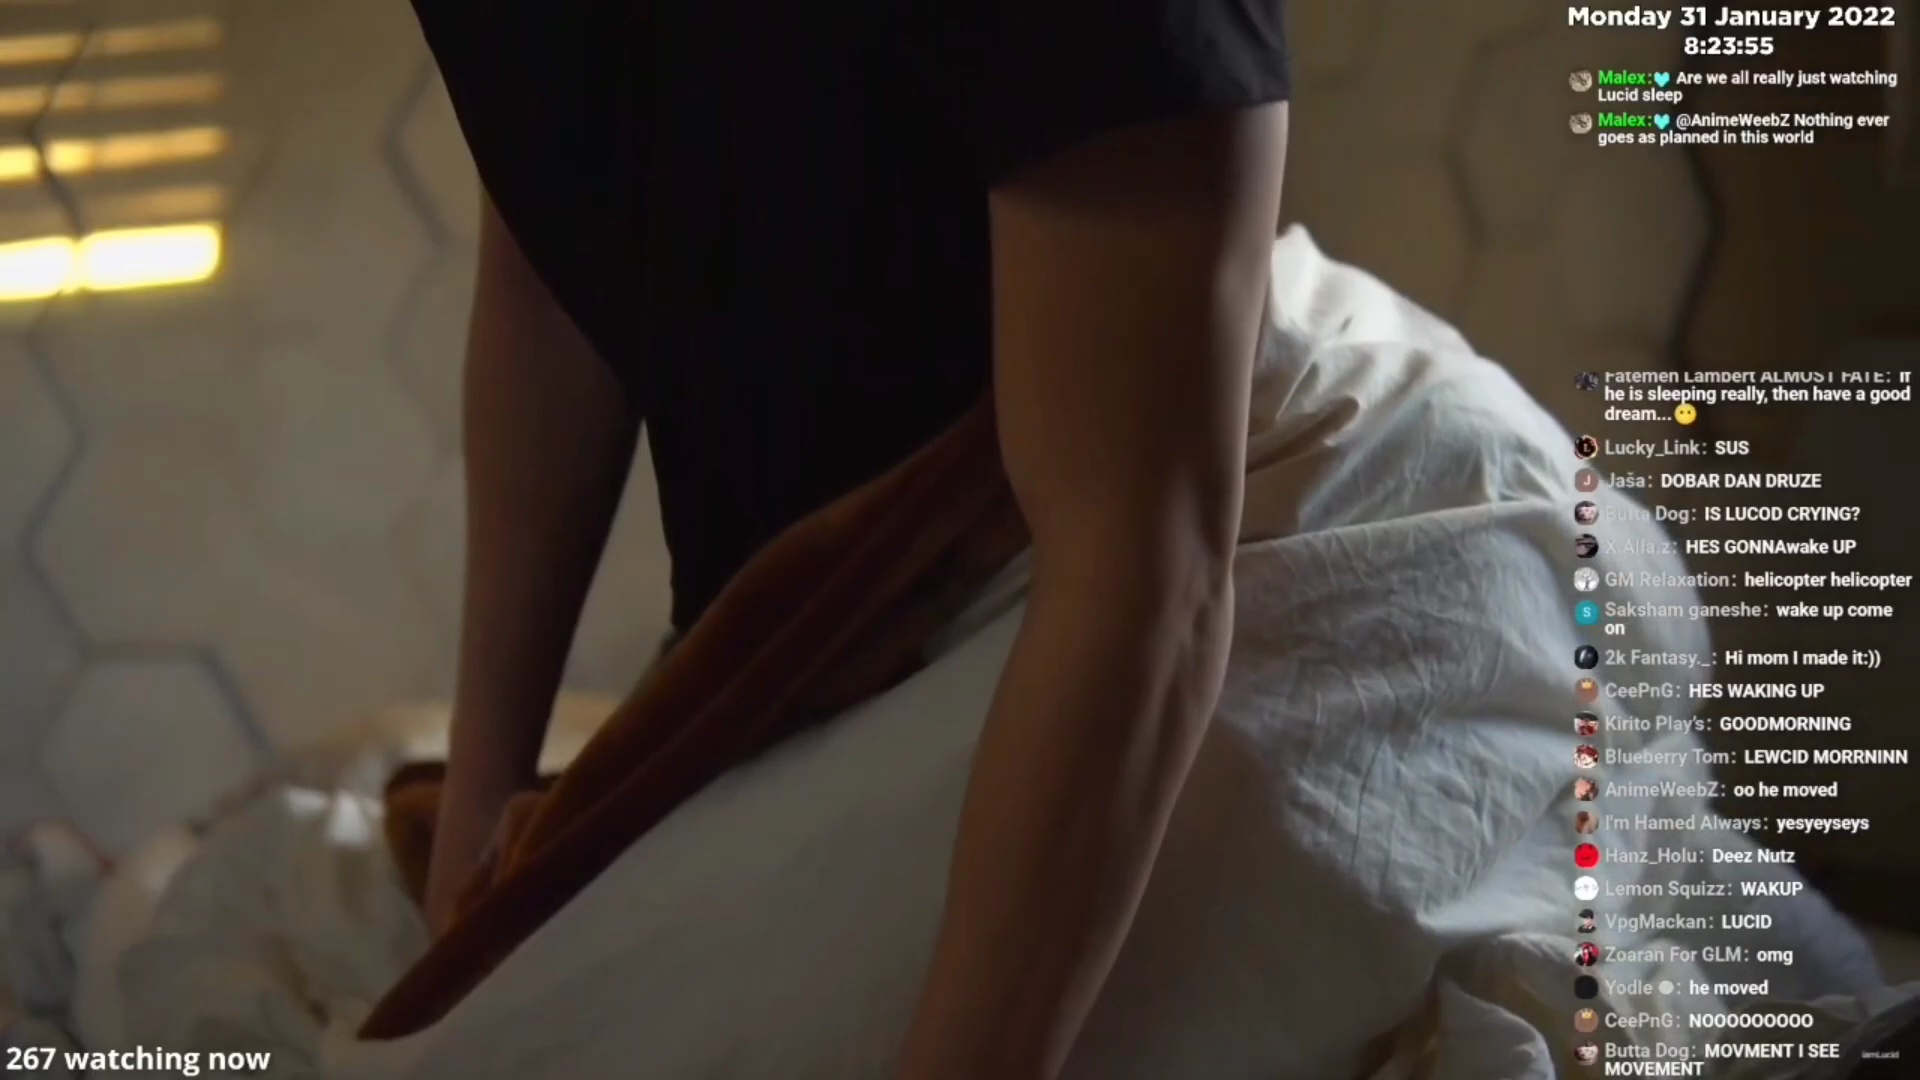 Monday 31 January 2022
8:23:55
Malex: Are we all really just watching
Lucid sleep
Malex: @AnimeWeebZ Nothing ever
goes as planned in this world
Fatemeh Lambert ALMOST FATE: If
he is sleeping really, then have a good
dream...😶
Lucky_Link: SUS
J Jaša: DOBAR DAN DRUZE
Butta Dog: IS LUCOD CRYING?
X.Alla.z: HES GONNAwake UP
GM Relaxation: helicopter helicopter
S Saksham ganeshe: wake up come
on
2k Fantasy._: Hi mom I made it:))
CeePnG: HES WAKING UP
Kirito Play's: GOODMORNING
Blueberry Tom: LEWCID MORRNINN
AnimeWeebZ: oo he moved
I'm Hamed Always: yesyeyseys
Hanz_Holu: Deez Nutz
Lemon Squizz: WAKUP
VpgMackan: LUCID
Zoaran For GLM: omg
Yodle: he moved
CeePnG: NOOOOOOOOO
Butta Dog: MOVMENT I SEE
MOVEMENT
267 watching now
iamLucid